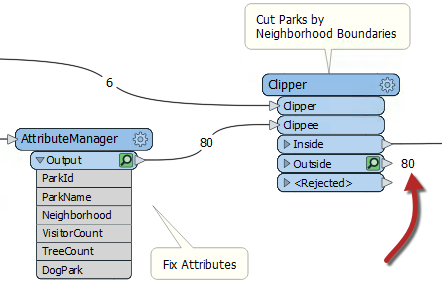 Cut Parks by
Neighborhood Boundaries
6
Clipper
Clipper
Clippee
Inside
Outside
80
<Rejected>
AttributeManager
80
Output
ParkId
ParkName
Neighborhood
VisitorCount
TreeCount
DogPark
Fix Attributes